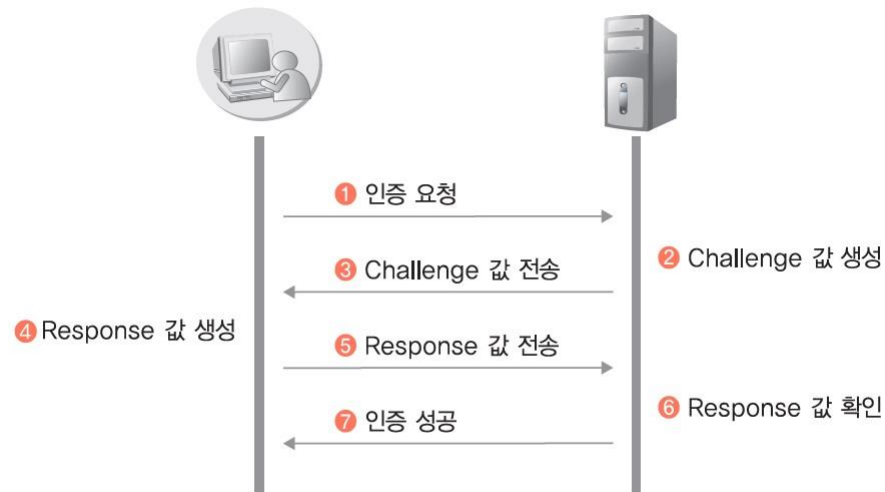 ❶ 인증 요청
❷ Challenge 값 생성
❸ Challenge 값 전송
❹ Response 값 생성
❺ Response 값 전송
❻ Response 값 확인
❼ 인증 성공